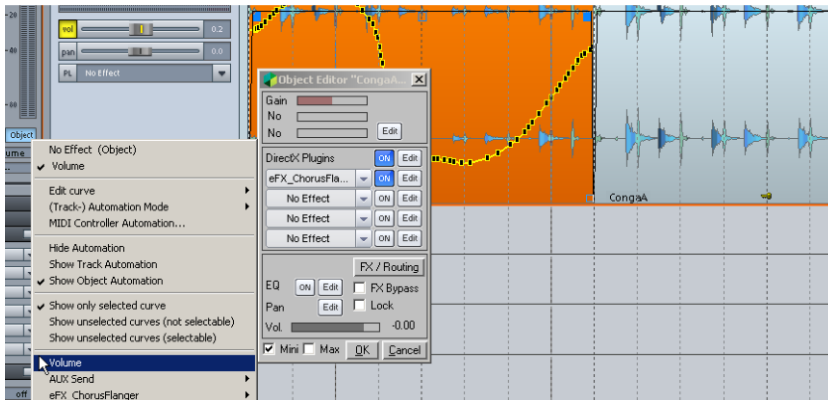 -20
vol
0.2
-40
pan
0.0
PL
No Effect
-60
Object
ume
No Effect (Object)
Volume
Edit curve
(Track-) Automation Mode
MIDI Controller Automation...
Hide Automation
Show Track Automation
Show Object Automation
Show only selected curve
Show unselected curves (not selectable)
Show unselected curves (selectable)
Volume
AUX Send
eFX_ChorusFlanger
off
Object Editor "CongaA...
Gain
No
No
Edit
DirectX Plugins ON Edit
eFX_ChorusFla... ON Edit
No Effect ON Edit
No Effect ON Edit
No Effect ON Edit
FX / Routing
EQ ON Edit FX Bypass
Pan Edit Lock
Vol. -0.00
Mini Max OK Cancel
CongaA